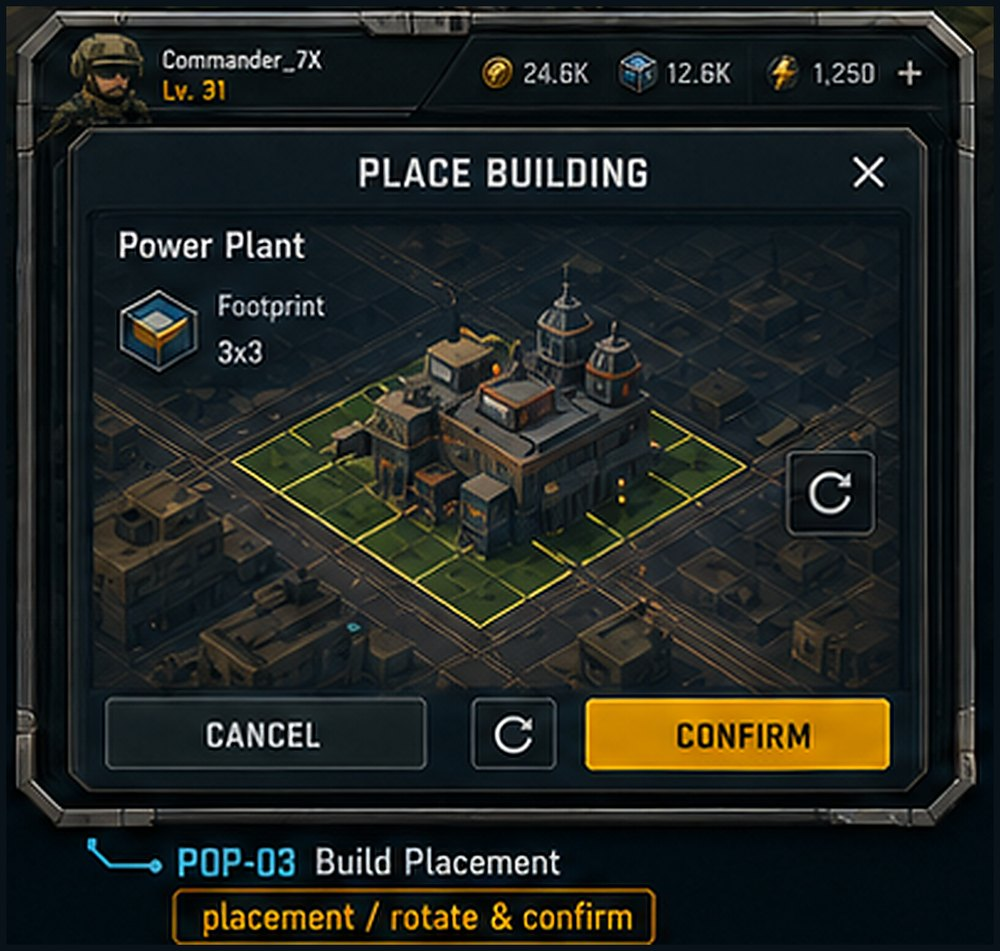 Commander_7X
Lv. 31
24.6K
12.6K
1,250 +
PLACE BUILDING
Power Plant
Footprint
3x3
CANCEL
CONFIRM
POP-03 Build Placement
placement / rotate & confirm